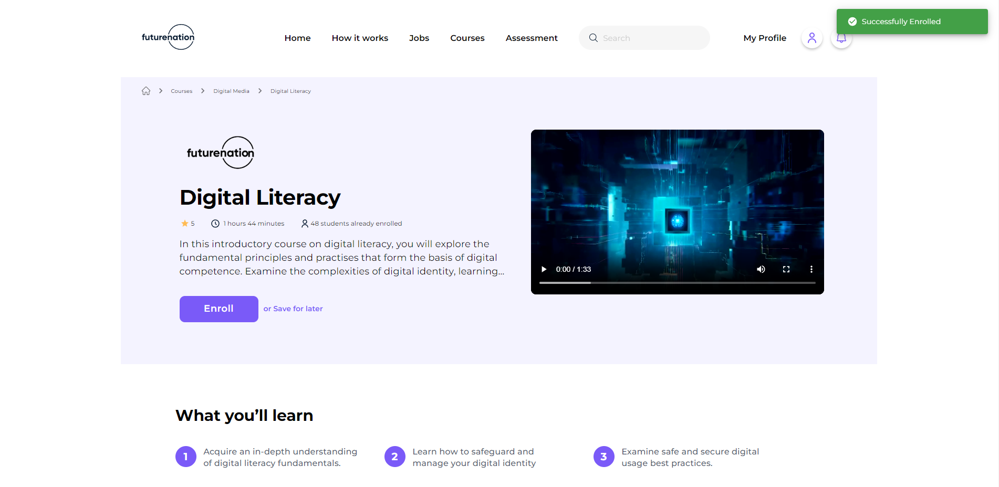 Successfully Enrolled
futurenation
Home
How it works
Jobs
Courses
Assessment
Search
My Profile
Courses
Digital Media
Digital Literacy
futurenation
Digital Literacy
5
1 hours 44 minutes
48 students already enrolled
In this introductory course on digital literacy, you will explore the
fundamental principles and practises that form the basis of digital
competence. Examine the complexities of digital identity, learning...
0:00 / 1:33
Enroll
or Save for later
What you’ll learn
1
Acquire an in-depth understanding
of digital literacy fundamentals.
2
Learn how to safeguard and
manage your digital identity
3
Examine safe and secure digital
usage best practices.